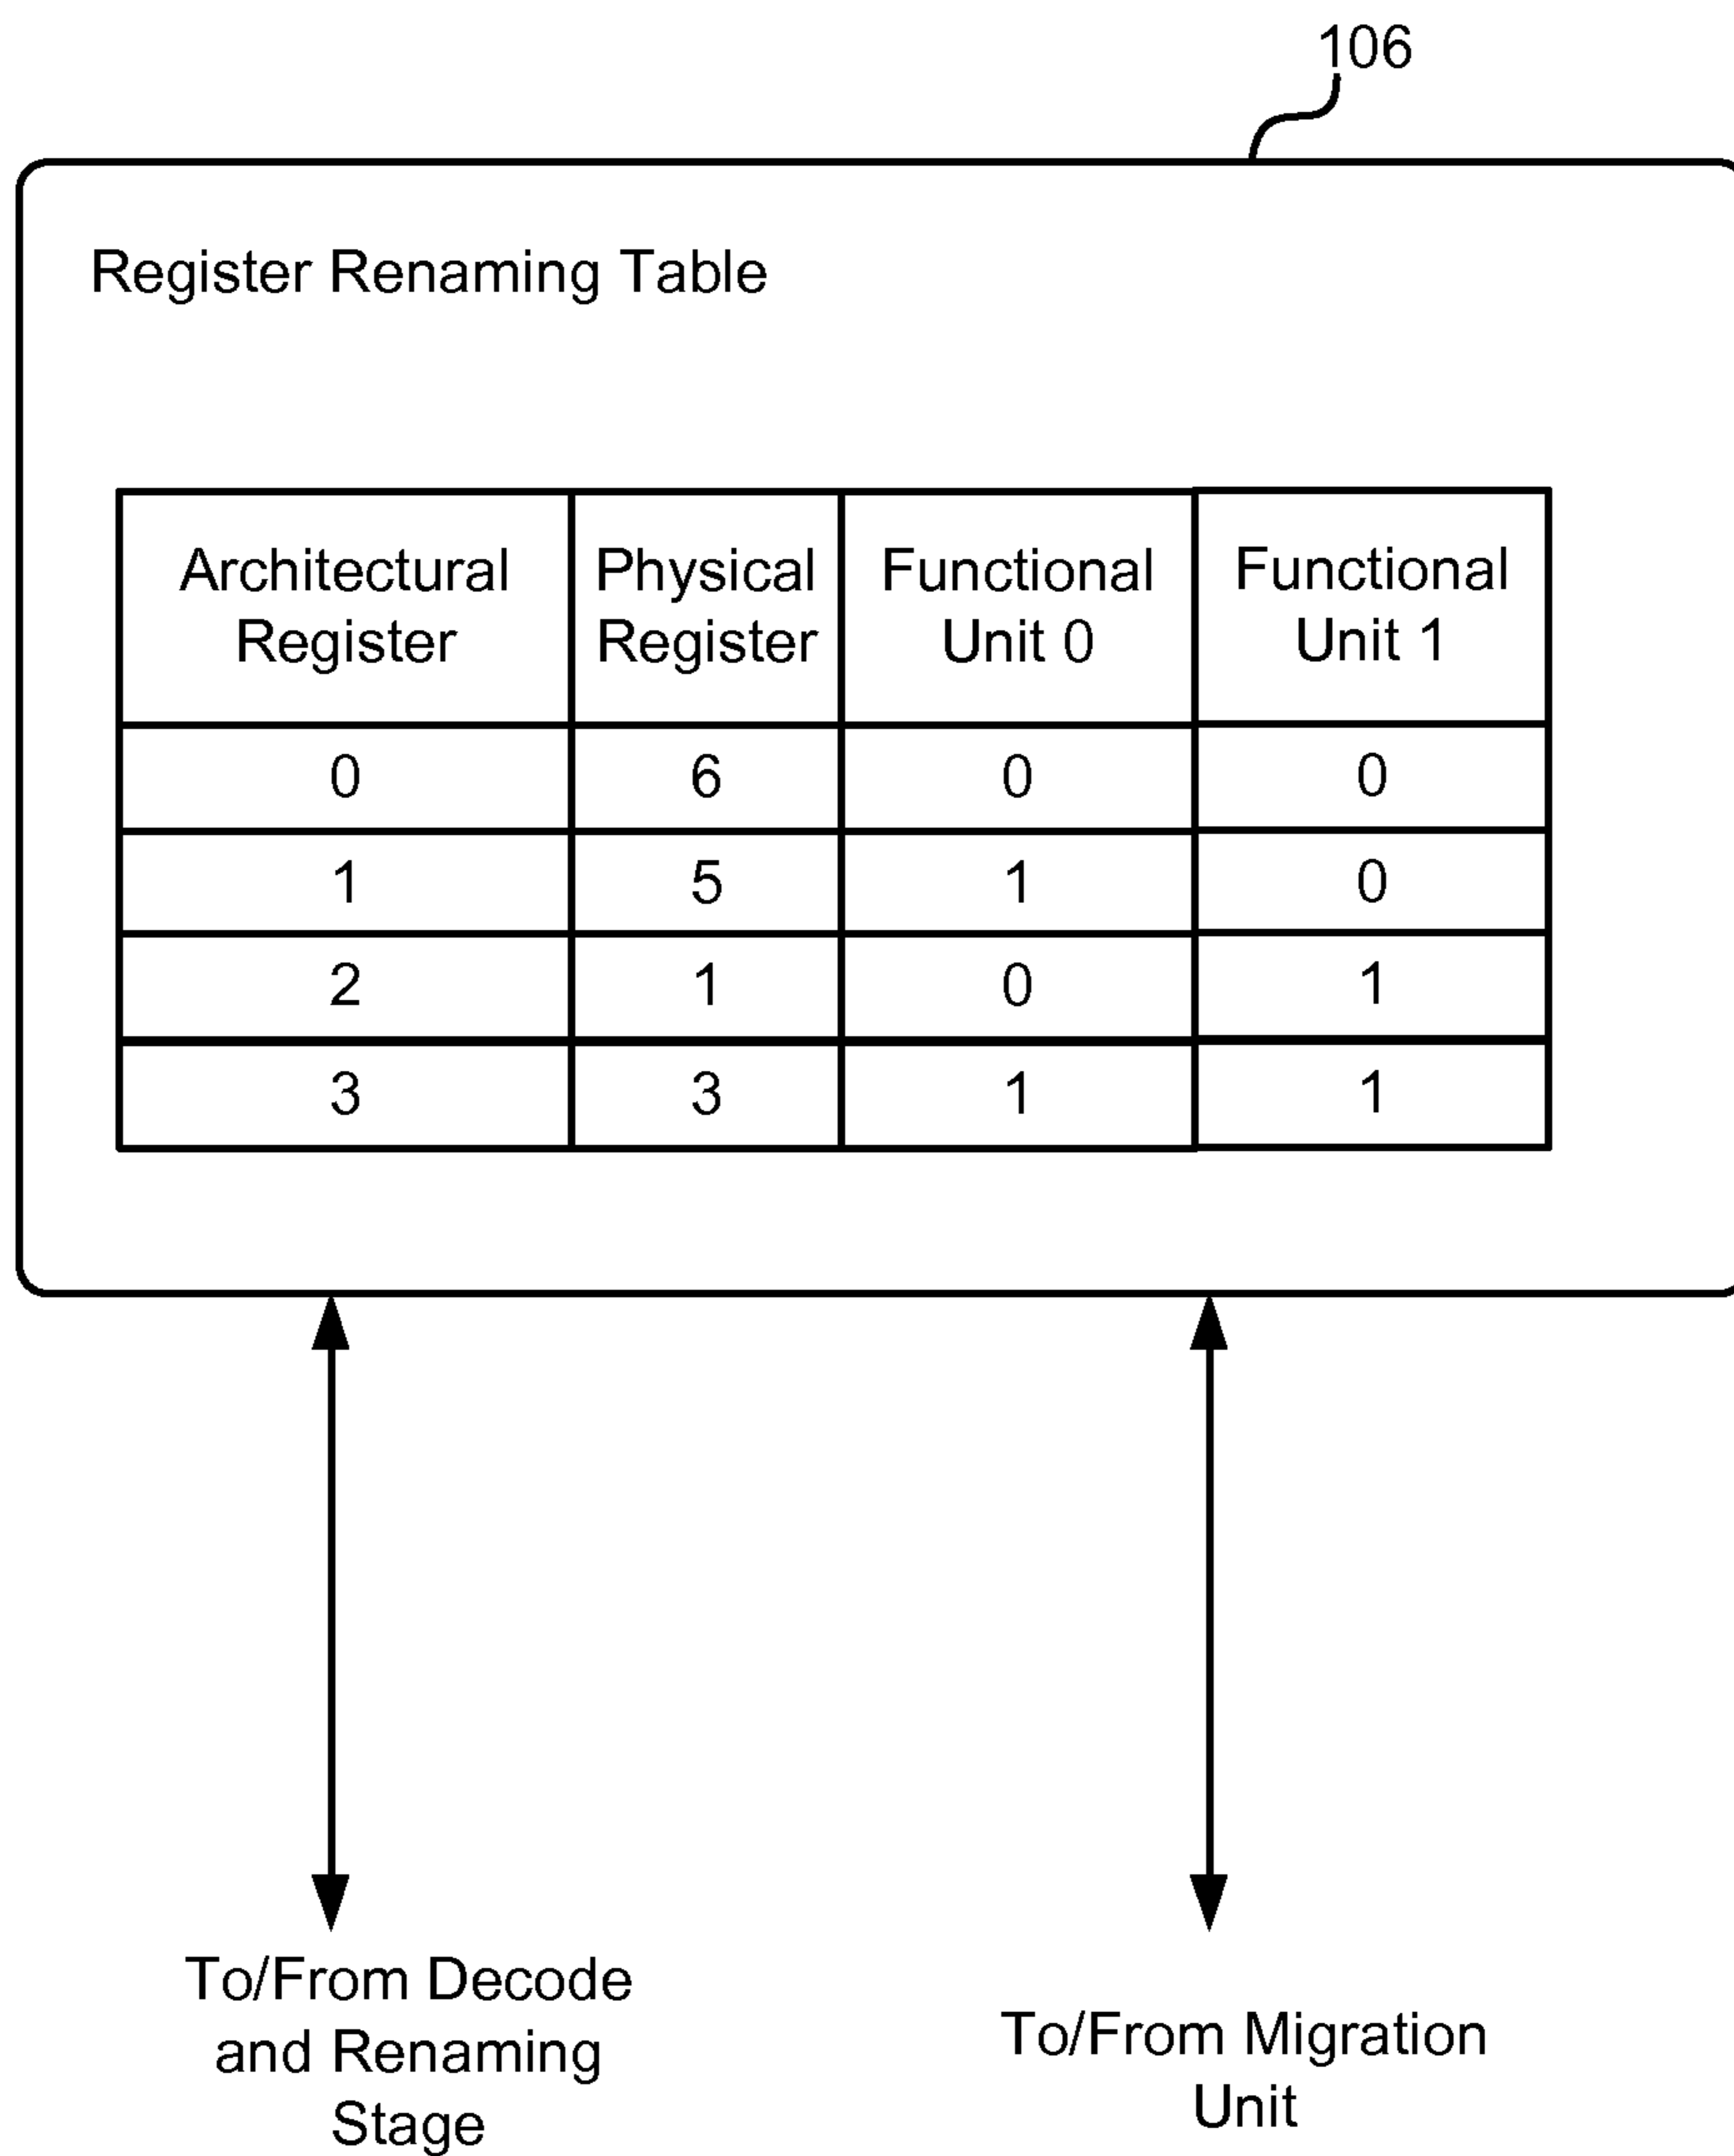 106
Register Renaming Table
Architectural Register
Physical Register
Functional Unit 0
Functional Unit 1
0 6 0 0
1 5 1 0
2 1 0 1
3 3 1 1
To/From Decode
and Renaming
Stage
To/From Migration
Unit